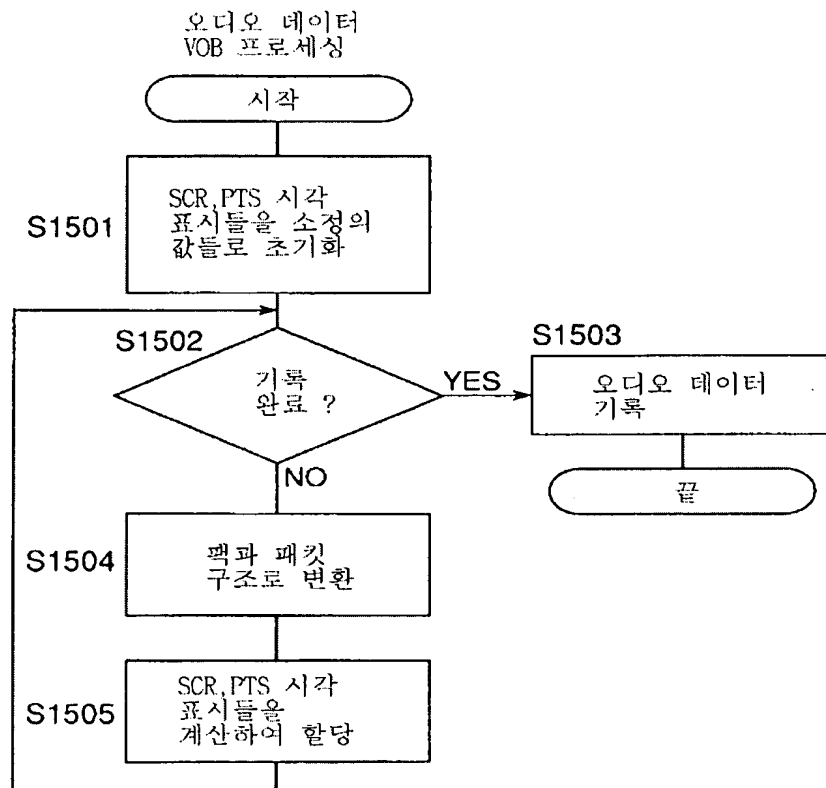 오디오 데이터
VOB 프로세싱
시작
S1501
SCR,PTS 시각
표시들을 소정의
값들로 초기화
S1502
기록
완료 ?
YES
S1503
오디오 데이터
기록
끝
NO
S1504
팩과 패킷
구조로 변환
S1505
SCR,PTS 시각
표시들을
계산하여 할당